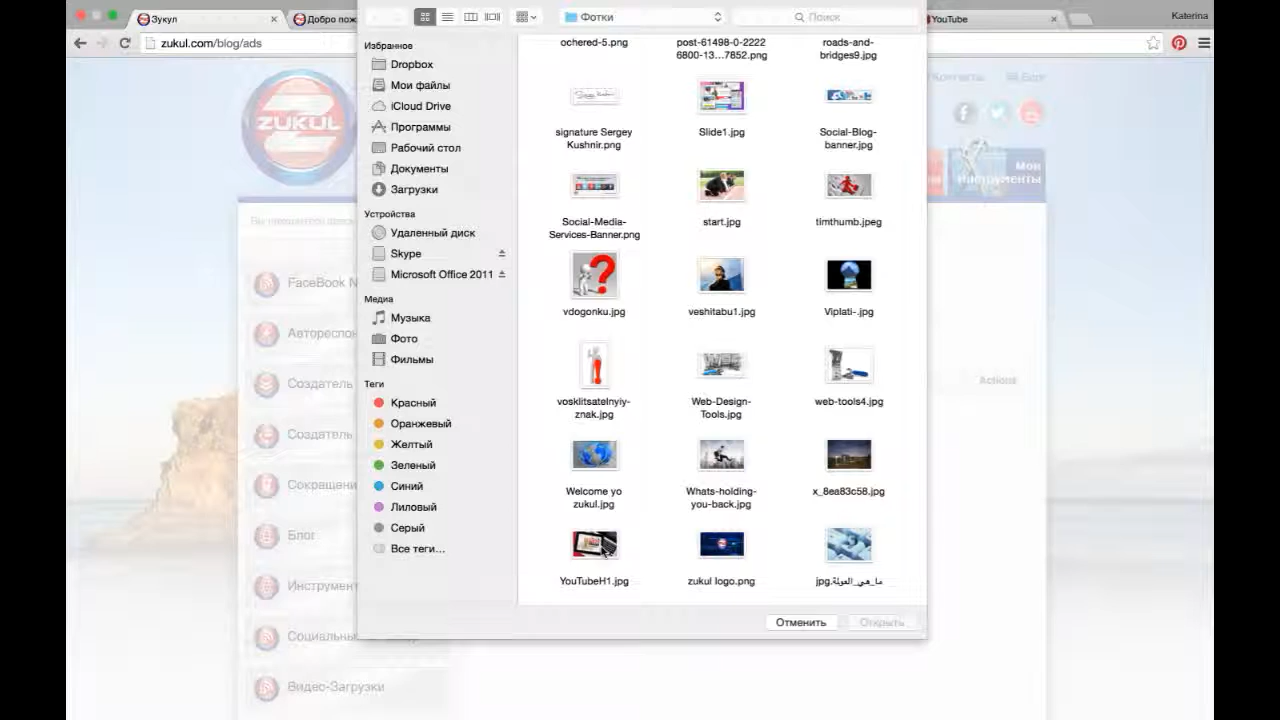 Зукул
Добро пож
YouTube
Katerina
zukul.com/blog/ads
Фотки
Поиск
Избранное
Dropbox
Мои файлы
iCloud Drive
Программы
Рабочий стол
Документы
Загрузки
Устройства
Удаленный диск
Skype
Microsoft Office 2011
Медиа
Музыка
Фото
Фильмы
Теги
Красный
Оранжевый
Желтый
Зеленый
Синий
Лиловый
Серый
Все теги...
ochered-5.png
post-61498-0-2222
6800-13...7852.png
roads-and-
bridges9.jpg
signature Sergey
Kushnir.png
Slide1.jpg
Social-Blog-
banner.jpg
Social-Media-
Services-Banner.png
start.jpg
timthumb.jpeg
vdogonku.jpg
veshitabu1.jpg
Viplati-.jpg
vosklitsatelnyiy-
znak.jpg
Web-Design-
Tools.jpg
web-tools4.jpg
Welcome yo
zukul.jpg
Whats-holding-
you-back.jpg
x_8ea83c58.jpg
YouTubeH1.jpg
zukul logo.png
ما_هي_العولة.jpg
Отменить
Открыть
ZUKUL
Контакты
Мои
инструменты
FaceBook N
Автореспон
Создатель
Создатель
Сокращени
Блог
Инструмент
Социальны
Видео-Загрузки
Actions